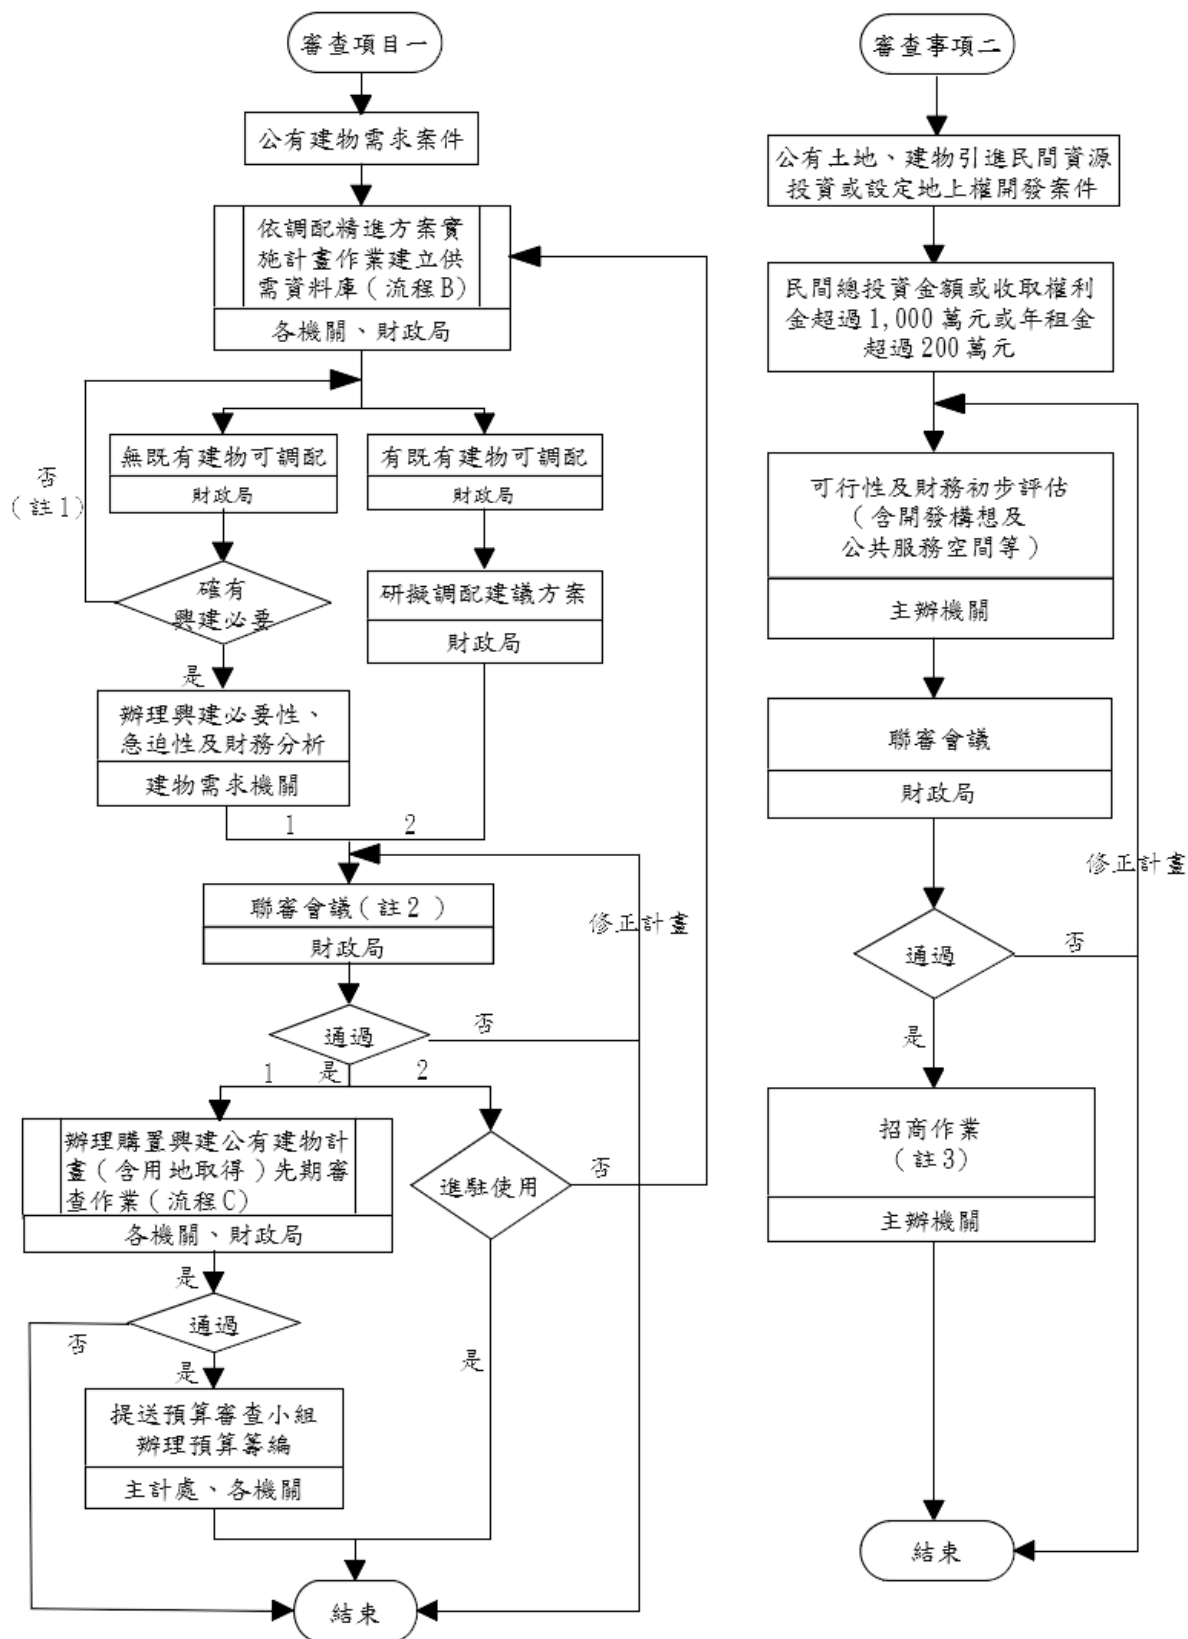 審查項目一
公有建物需求案件
依調配精進方案實
施計畫作業建立供
需資料庫（流程B）
各機關、財政局
無既有建物可調配
財政局
有既有建物可調配
財政局
否
（註1）
確有
興建必要
研擬調配建議方案
財政局
是
辦理興建必要性、
急迫性及財務分析
建物需求機關
1
2
聯審會議（註2 ）
財政局
修正計畫
通過
否
1
是
2
辦理購置興建公有建物計
畫（含用地取得）先期審
查作業（流程C）
各機關、財政局
進駐使用
否
是
通過
否
是
是
提送預算審查小組
辦理預算籌編
主計處、各機關
結束
審查事項二
公有土地、建物引進民間資源
投資或設定地上權開發案件
民間總投資金額或收取權利
金超過1,000萬元或年租金
超過200萬元
可行性及財務初步評估
（含開發構想及
公共服務空間等）
主辦機關
聯審會議
財政局
修正計畫
通過
否
是
招商作業
（註3）
主辦機關
結束